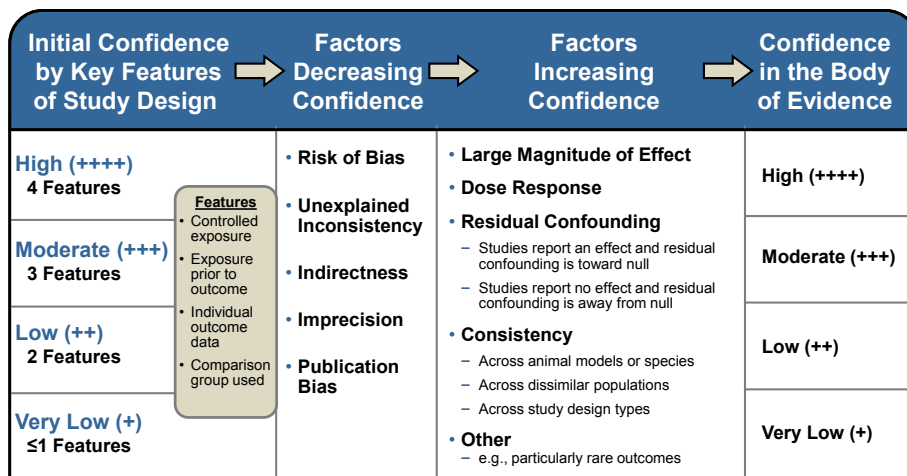 Initial Confidence
by Key Features
of Study Design
Factors
Decreasing
Confidence
Factors
Increasing
Confidence
Confidence
in the Body
of Evidence
High (++++)
4 Features
Moderate (+++)
3 Features
Low (++)
2 Features
Very Low (+)
≤1 Features
Features
• Controlled
exposure
• Exposure
prior to
outcome
• Individual
outcome
data
• Comparison
group used
• Risk of Bias
• Unexplained
Inconsistency
• Indirectness
• Imprecision
• Publication
Bias
• Large Magnitude of Effect
• Dose Response
• Residual Confounding
– Studies report an effect and residual
confounding is toward null
– Studies report no effect and residual
confounding is away from null
• Consistency
– Across animal models or species
– Across dissimilar populations
– Across study design types
• Other
– e.g., particularly rare outcomes
High (++++)
Moderate (+++)
Low (++)
Very Low (+)